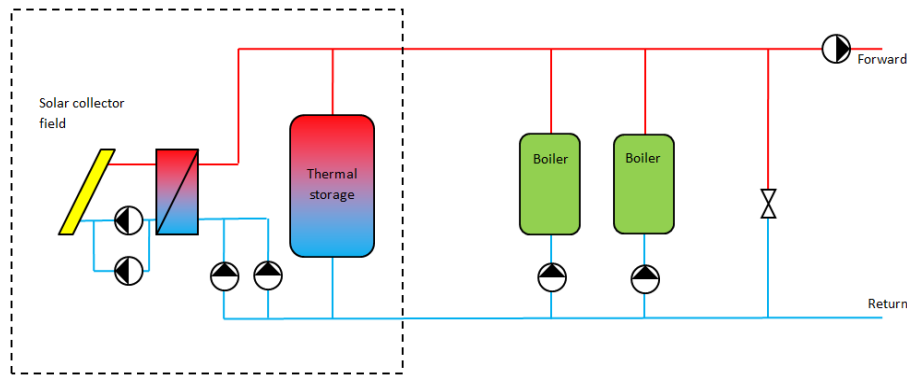 Forward
Solar collector
field
Boiler
Boiler
Thermal
storage
Return